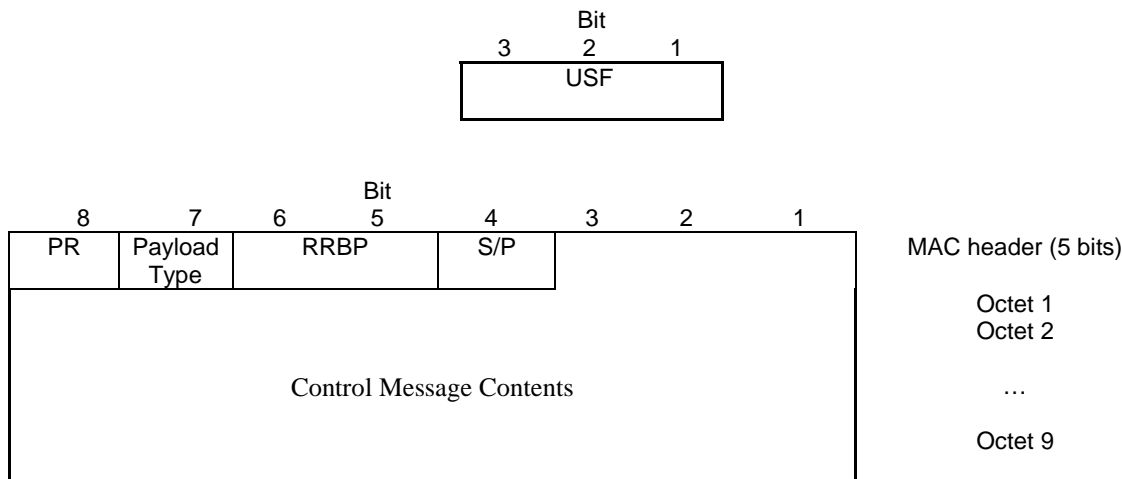 Bit
3 2 1
USF
Bit
8 7 6 5 4 3 2 1
PR Payload Type RRBP S/P MAC header (5 bits)
Octet 1
Octet 2
Control Message Contents …
Octet 9